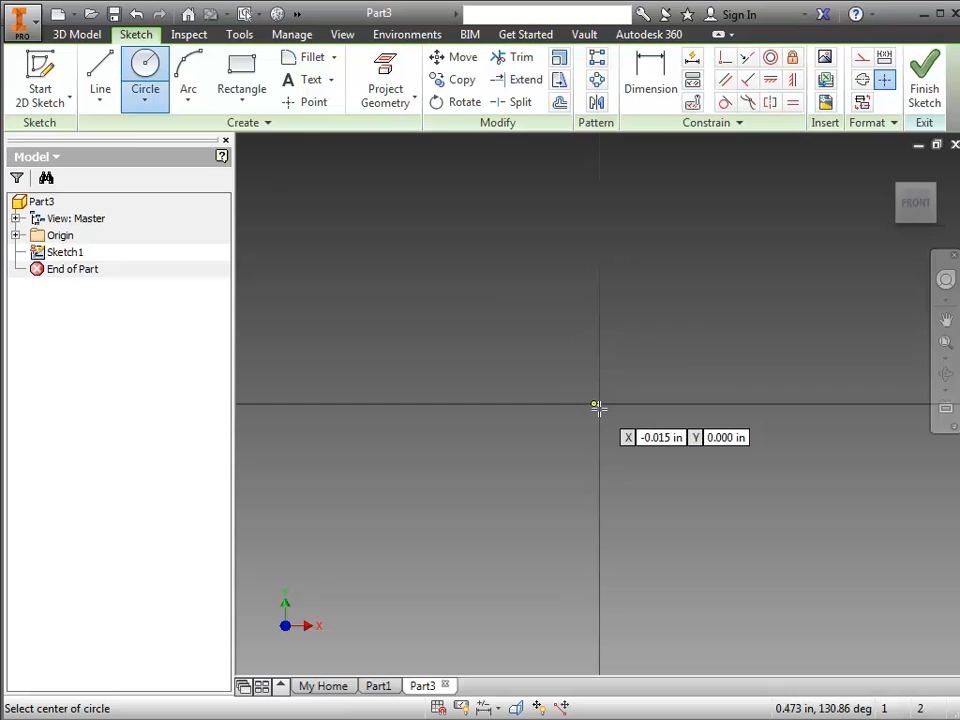 Part3
Sign In
PRO
3D Model Sketch Inspect Tools Manage View Environments BIM Get Started Vault Autodesk 360
Start
2D Sketch
Line
Circle
Arc
Rectangle
Fillet
Text
Point
Project
Geometry
Move
Copy
Rotate
Trim
Extend
Split
Dimension
Finish
Sketch
Sketch Create Modify Pattern Constrain Insert Format Exit
Model
Part3
View: Master
Origin
Sketch1
End of Part
FRONT
X -0.015 in Y 0.000 in
Y
X
My Home Part1 Part3
Select center of circle
0.473 in, 130.86 deg 1 2